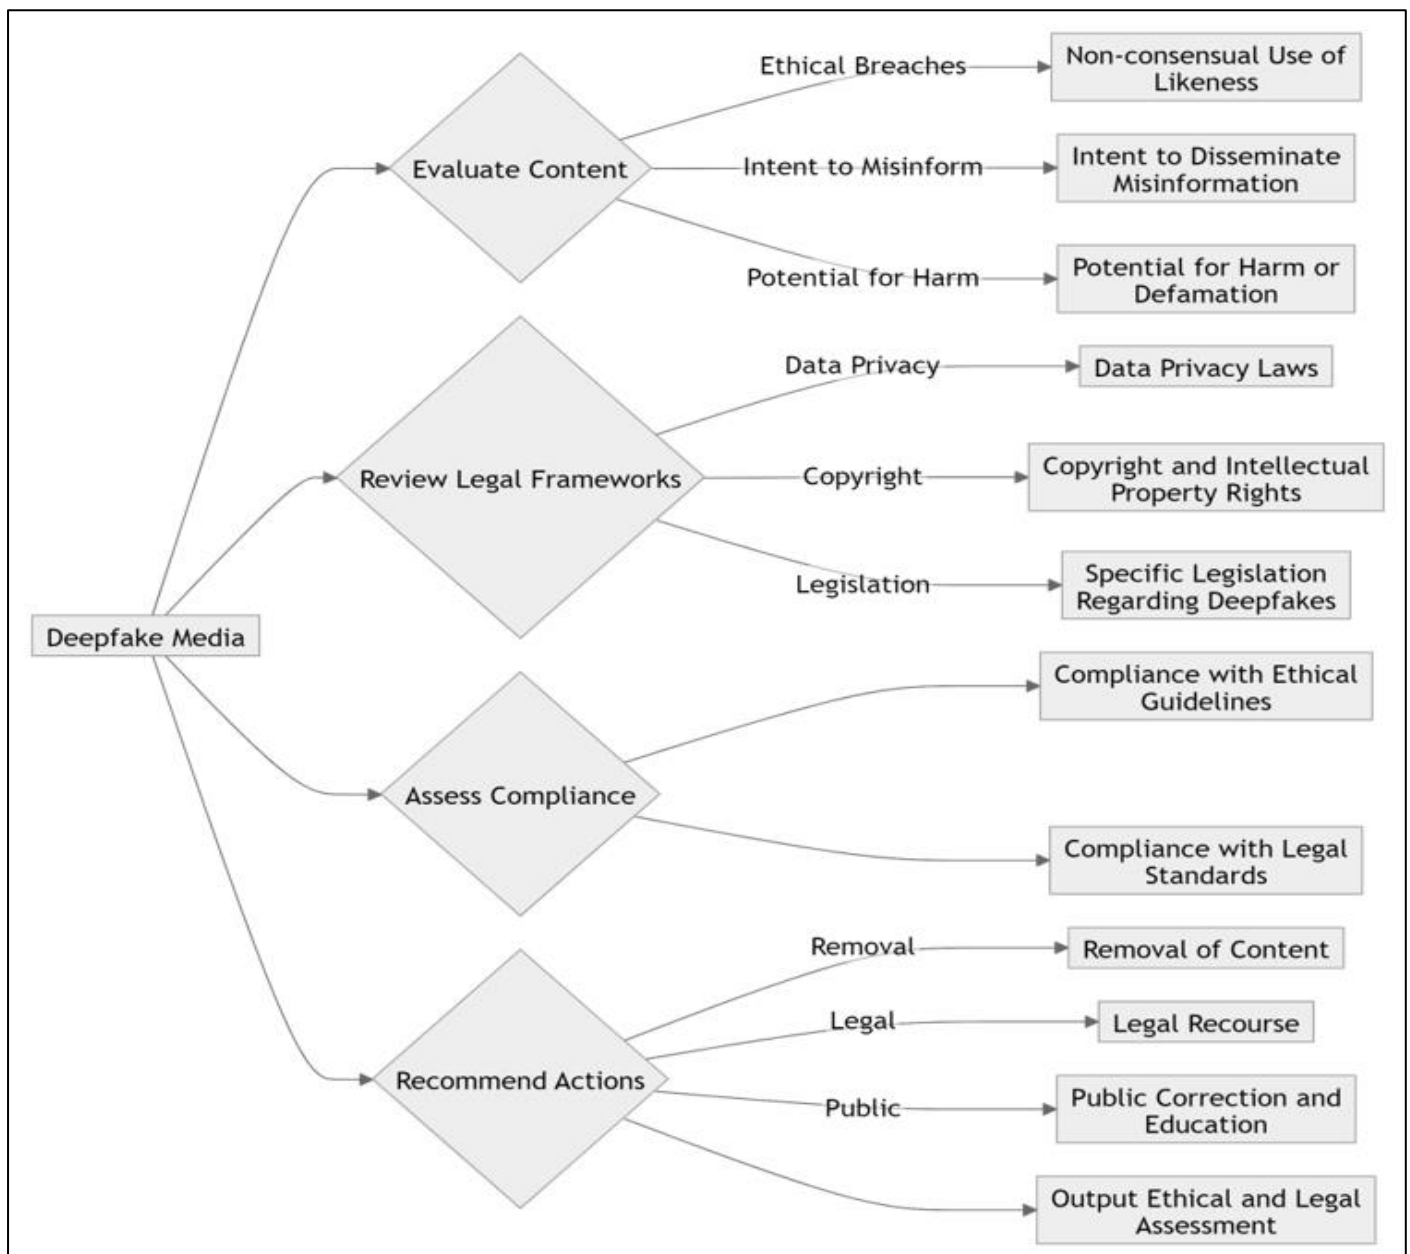 Ethical Breaches
Non-consensual Use of
Likeness
Evaluate Content
Intent to Misinform
Intent to Disseminate
Misinformation
Potential for Harm
Potential for Harm or
Defamation
Data Privacy
Data Privacy Laws
Review Legal Frameworks
Copyright
Copyright and Intellectual
Property Rights
Legislation
Specific Legislation
Regarding Deepfakes
Deepfake Media
Compliance with Ethical
Guidelines
Assess Compliance
Compliance with Legal
Standards
Removal
Removal of Content
Legal
Legal Recourse
Recommend Actions
Public
Public Correction and
Education
Output Ethical and Legal
Assessment